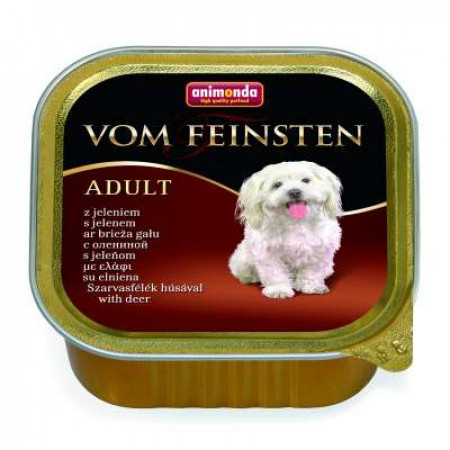 animonda
high quality petfood
VOM FEINSTEN
ADULT
z jeleniem
s jelenem
ar brieža gaļu
с олениной
s jeleňom
με ελάφι
su elniena
Szarvasfélék húsával
with deer